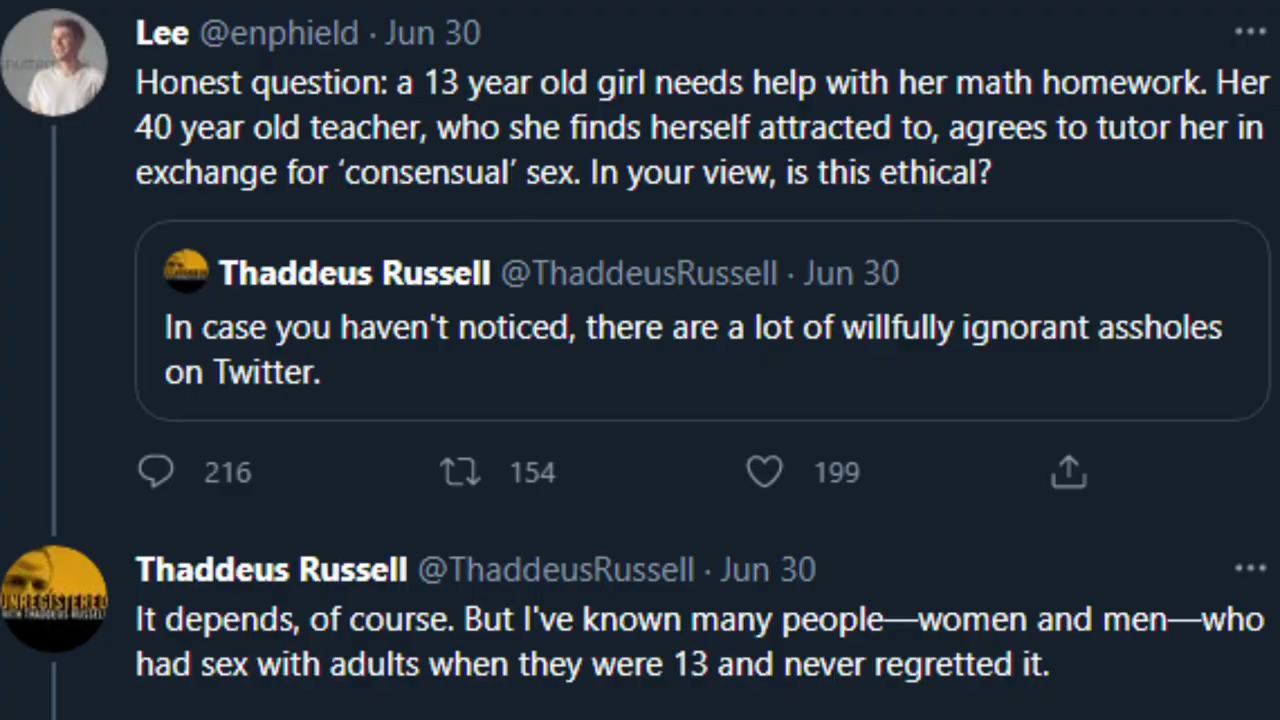 Lee @enphield · Jun 30
Honest question: a 13 year old girl needs help with her math homework. Her
40 year old teacher, who she finds herself attracted to, agrees to tutor her in
exchange for ‘consensual’ sex. In your view, is this ethical?
Thaddeus Russell @ThaddeusRussell · Jun 30
In case you haven't noticed, there are a lot of willfully ignorant assholes
on Twitter.
216 154 199
Thaddeus Russell @ThaddeusRussell · Jun 30
UNREGISTERED
WITH THADDEUS RUSSELL
It depends, of course. But I've known many people—women and men—who
had sex with adults when they were 13 and never regretted it.